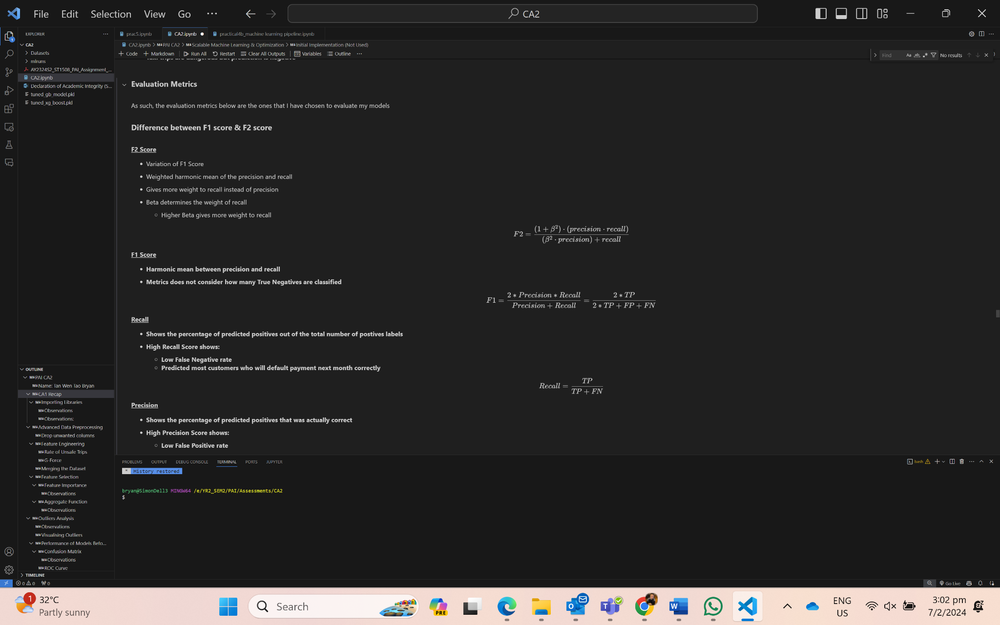 File Edit Selection View Go ···
CA2
EXPLORER
CA2
Datasets
mlruns
AY2324S2_ST1508_PAI_Assignment_...
CA2.ipynb
Declaration of Academic Integrity (S...
tuned_gb_model.pkl
tuned_xg_boost.pkl
OUTLINE
M↓PAI CA2
M↓Name: Tan Wen Tao Bryan
M↓CA1 Recap
M↓Importing Libraries
M↓Observations
M↓Observations:
M↓Advanced Data Preprocessing
M↓Drop unwanted columns
M↓Feature Engineering
M↓Rate of Unsafe Trips
M↓G-Force
M↓Merging the Dataset
M↓Feature Selection
M↓Feature Importance
M↓Observations
M↓Aggregate Function
M↓Observations
M↓Outliers Analysis
M↓Observations
M↓Visualising Outliers
M↓Performance of Models Befo...
M↓Confusion Matrix
M↓Observations
M↓ROC Curve
TIMELINE
prac5.ipynb CA2.ipynb ● practical4b_machine learning pipeline.ipynb
CA2.ipynb > M↓PAI CA2 > M↓Scalable Machine Learning & Optimization > M↓Initial Implementation (Not Used)
+ Code + Markdown | Run All Restart Clear All Outputs | Variables Outline ···
Find Aa ab No results
Evaluation Metrics
As such, the evaluation metrics below are the ones that I have chosen to evaluate my models
Difference between F1 score & F2 score
F2 Score
• Variation of F1 Score
• Weighted harmonic mean of the precision and recall
• Gives more weight to recall instead of precision
• Beta determines the weight of recall
◦ Higher Beta gives more weight to recall
F2 = (1 + β²) · (precision · recall) / (β² · precision) + recall
F1 Score
• Harmonic mean between precision and recall
• Metrics does not consider how many True Negatives are classified
F1 = 2 * Precision * Recall / Precision + Recall = 2 * TP / 2 * TP + FP + FN
Recall
• Shows the percentage of predicted positives out of the total number of postives labels
• High Recall Score shows:
◦ Low False Negative rate
◦ Predicted most customers who will default payment next month correctly
Recall = TP / TP + FN
Precision
• Shows the percentage of predicted positives that was actually correct
• High Precision Score shows:
◦ Low False Positive rate
PROBLEMS OUTPUT DEBUG CONSOLE TERMINAL PORTS JUPYTER
bash
* History restored
bryan@SimonDell3 MINGW64 /e/YR2_SEM2/PAI/Assessments/CA2
$
0 0 0
Go Live
1
32°C
Partly sunny
Search
PRE
ENG
US
3:02 pm
7/2/2024